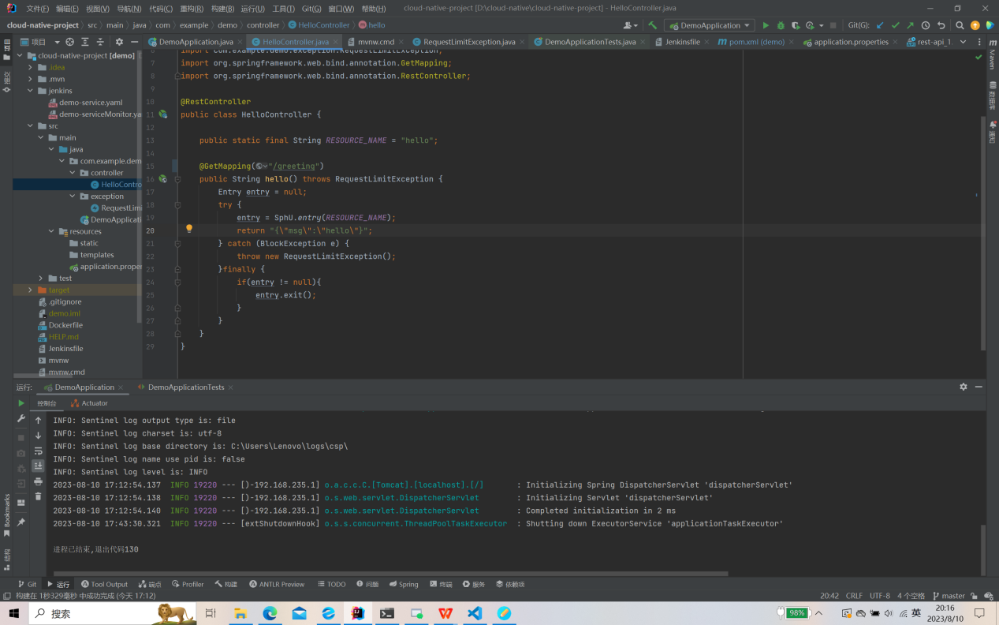 文件(F) 编辑(E) 视图(V) 导航(N) 代码(C) 重构(R) 构建(B) 运行(U) 工具(T) Git(G) 窗口(W) 帮助(H) cloud-native-project [D:\cloud-native\cloud-native-project] - HelloController.java
cloud-native-project src main java com example demo controller HelloController hello DemoApplication Git(G):
项目 DemoApplication.java HelloController.java mvnw.cmd RequestLimitException.java DemoApplicationTests.java Jenkinsfile pom.xml (demo) application.properties rest-api_1.
cloud-native-project [demo]
.idea
.mvn
jenkins
demo-service.yaml
demo-serviceMonitor.ya
src
main
java
com.example.dem
controller
HelloContro
exception
RequestLimi
DemoApplicati
resources
static
templates
application.prope
test
target
.gitignore
demo.iml
Dockerfile
HELP.md
Jenkinsfile
mvnw
mvnw.cmd
6 import com.example.demo.exception.RequestLimitException;
7 import org.springframework.web.bind.annotation.GetMapping;
8 import org.springframework.web.bind.annotation.RestController;
9
10 @RestController
11 public class HelloController {
12
13 public static final String RESOURCE_NAME = "hello";
14
15 @GetMapping("/greeting")
16 public String hello() throws RequestLimitException {
17 Entry entry = null;
18 try {
19 entry = SphU.entry(RESOURCE_NAME);
20 return "{\"msg\":\"hello\"}";
21 } catch (BlockException e) {
22 throw new RequestLimitException();
23 }finally {
24 if(entry != null){
25 entry.exit();
26 }
27 }
28 }
29 }
Maven
数据库
通知
项目
提交
运行: DemoApplication DemoApplicationTests
控制台 Actuator
INFO: Sentinel log output type is: file
INFO: Sentinel log charset is: utf-8
INFO: Sentinel log base directory is: C:\Users\Lenovo\logs\csp\
INFO: Sentinel log name use pid is: false
INFO: Sentinel log level is: INFO
2023-08-10 17:12:54.137 INFO 19220 --- [)-192.168.235.1] o.a.c.c.C.[Tomcat].[localhost].[/] : Initializing Spring DispatcherServlet 'dispatcherServlet'
2023-08-10 17:12:54.138 INFO 19220 --- [)-192.168.235.1] o.s.web.servlet.DispatcherServlet : Initializing Servlet 'dispatcherServlet'
2023-08-10 17:12:54.140 INFO 19220 --- [)-192.168.235.1] o.s.web.servlet.DispatcherServlet : Completed initialization in 2 ms
2023-08-10 17:43:30.321 INFO 19220 --- [extShutdownHook] o.s.s.concurrent.ThreadPoolTaskExecutor : Shutting down ExecutorService 'applicationTaskExecutor'
进程已结束,退出代码130
Bookmarks
结构
Git 运行 Tool Output 端点 Profiler 构建 ANTLR Preview TODO 问题 Spring 终端 服务 依赖项
构建在 1秒329毫秒 中成功完成 (今天 17:12) 20:42 CRLF UTF-8 4 个空格 master
搜索 98% 英 20:16
2023/8/10